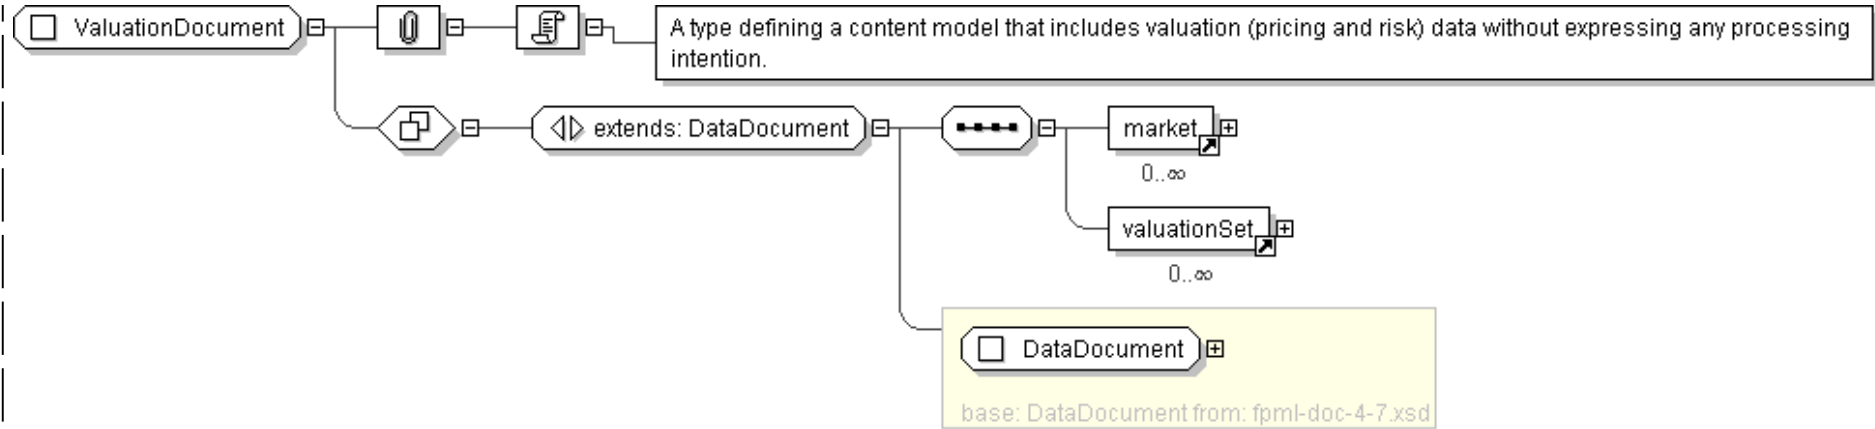 ValuationDocument
A type defining a content model that includes valuation (pricing and risk) data without expressing any processing
intention.
extends: DataDocument
market
0..∞
valuationSet
0..∞
DataDocument
base: DataDocument from: fpml-doc-4-7.xsd